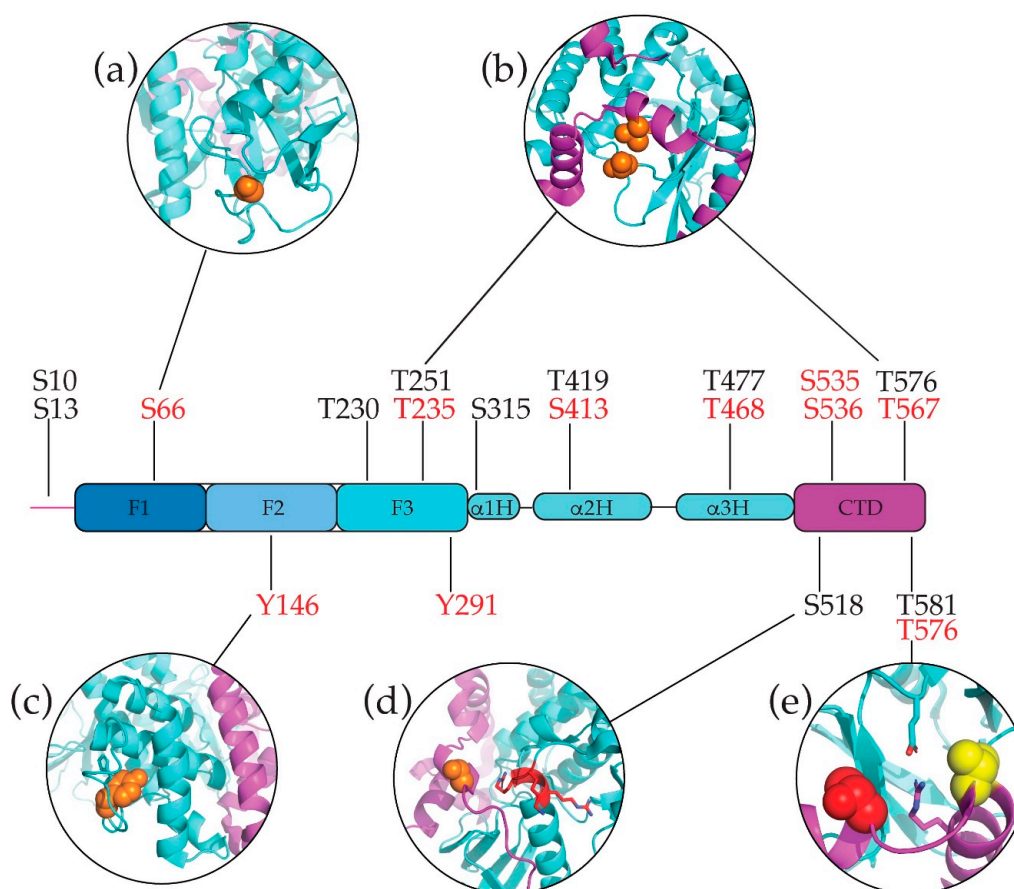 (a)
(b)
S10
S13
S66
T230
T251
T235
S315
T419
S413
T477
T468
S535
S536
T576
T567
F1
F2
F3
α1H
α2H
α3H
CTD
Y146
Y291
S518
T581
T576
(c)
(d)
(e)